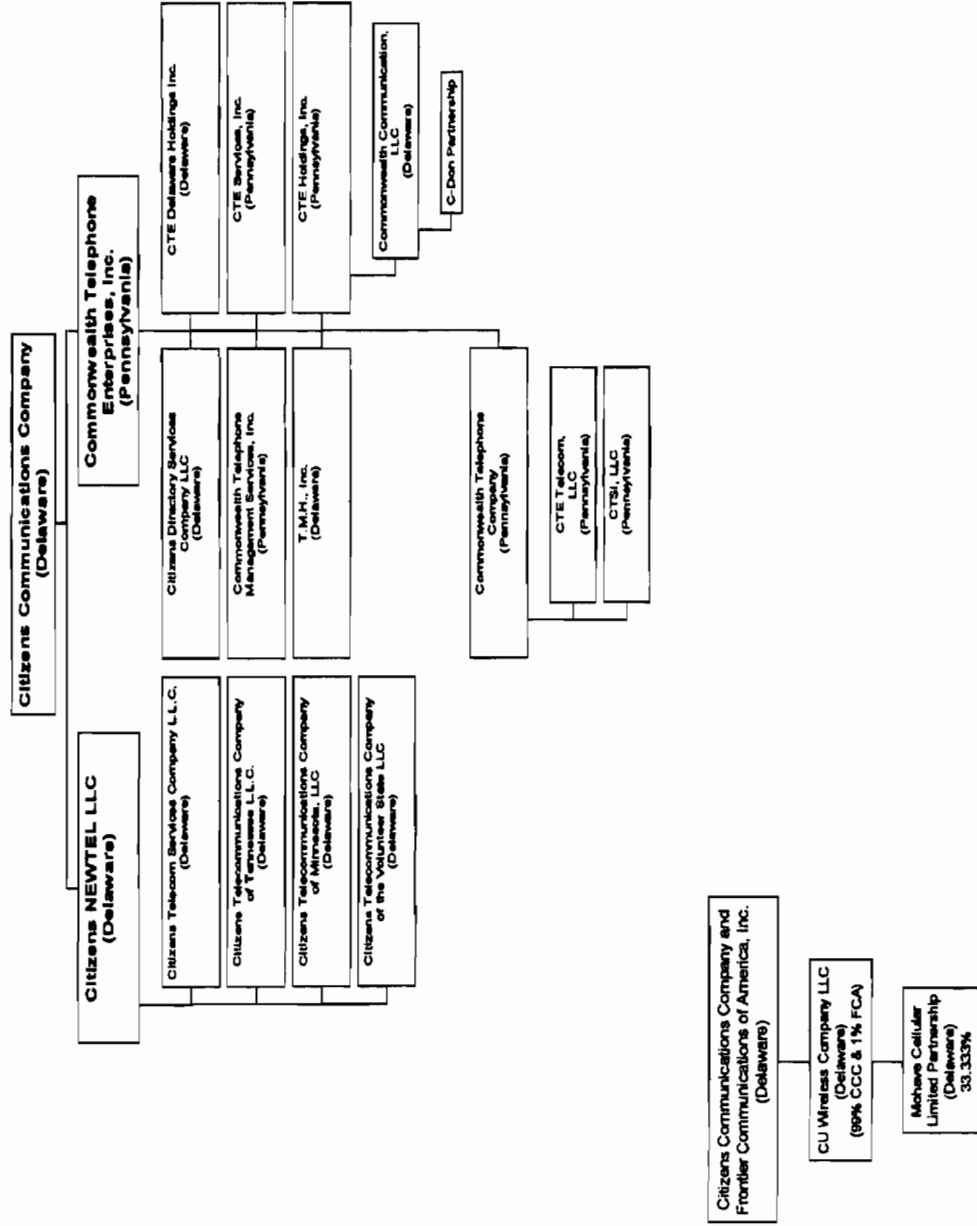 Citizens Communications Company
(Delaware)
Citizens NEWTEL LLC
(Delaware)
Commonwealth Telephone
Enterprises, Inc.
(Pennsylvania)
Citizens Telecom Services Company L.L.C.
(Delaware)
Citizens Telecommunications Company
of Tennessee L.L.C.
(Delaware)
Citizens Telecommunications Company
of Minnesota, LLC
(Delaware)
Citizens Telecommunications Company
of the Volunteer State LLC
(Delaware)
Citizens Directory Services
Company LLC
(Delaware)
Commonwealth Telephone
Management Services, Inc.
(Pennsylvania)
T.M.H., Inc.
(Delaware)
CTE Delaware Holdings Inc.
(Delaware)
CTE Services, Inc.
(Pennsylvania)
CTE Holdings, Inc.
(Pennsylvania)
Commonwealth Communication,
LLC
(Delaware)
C-Don Partnership
Commonwealth Telephone
Company
(Pennsylvania)
CTE Telecom,
LLC
(Pennsylvania)
CTSI, LLC
(Pennsylvania)
Citizens Communications Company and
Frontier Communications of America, Inc.
(Delaware)
CU Wireless Company LLC
(Delaware)
(99% CCC & 1% FCA)
Mohave Cellular
Limited Partnership
(Delaware)
33.333%